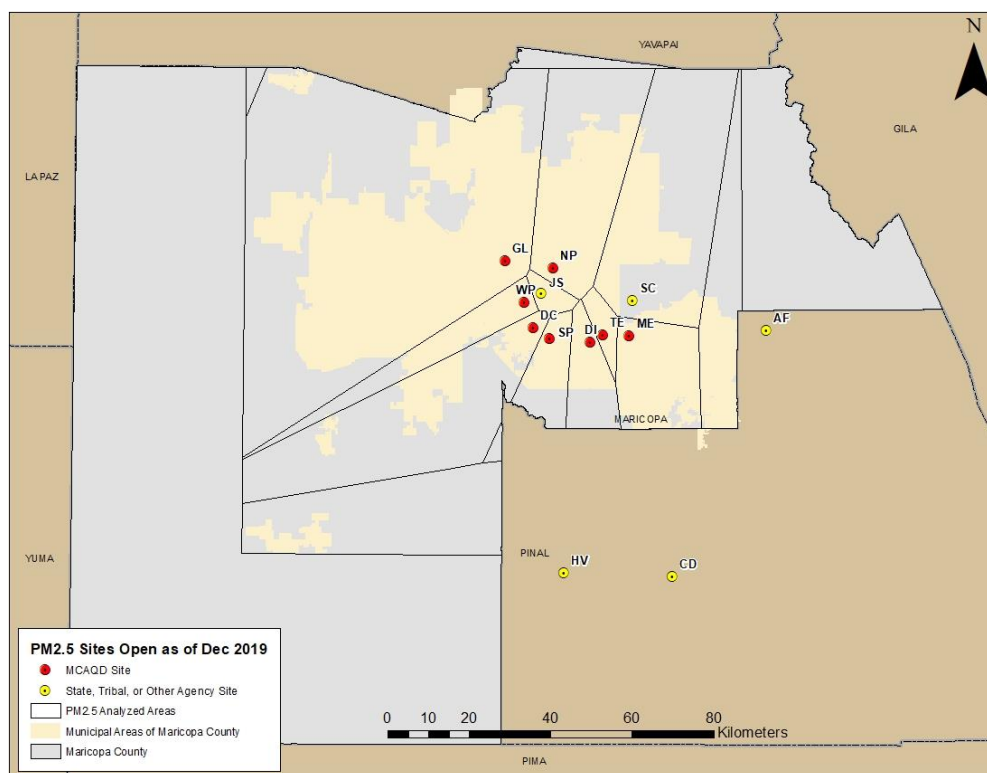 YAVAPAI
N
GILA
LA PAZ
GL
NP
JS
SC
WP
DC
SP
DI
TE
ME
AF
MARICOPA
YUMA
PINAL
HV
CD
PM2.5 Sites Open as of Dec 2019
MCAQD Site
State, Tribal, or Other Agency Site
PM2.5 Analyzed Areas
Municipal Areas of Maricopa County
Maricopa County
0 10 20 40 60 80
Kilometers
PIMA